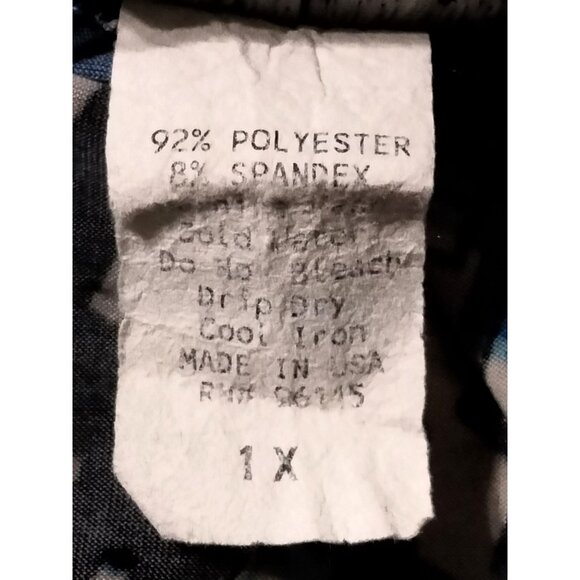 92% POLYESTER
8% SPANDEX
Cold Water
Do Not Bleach
Drip Dry
Cool Iron
MADE IN USA
RN# 96145
1X